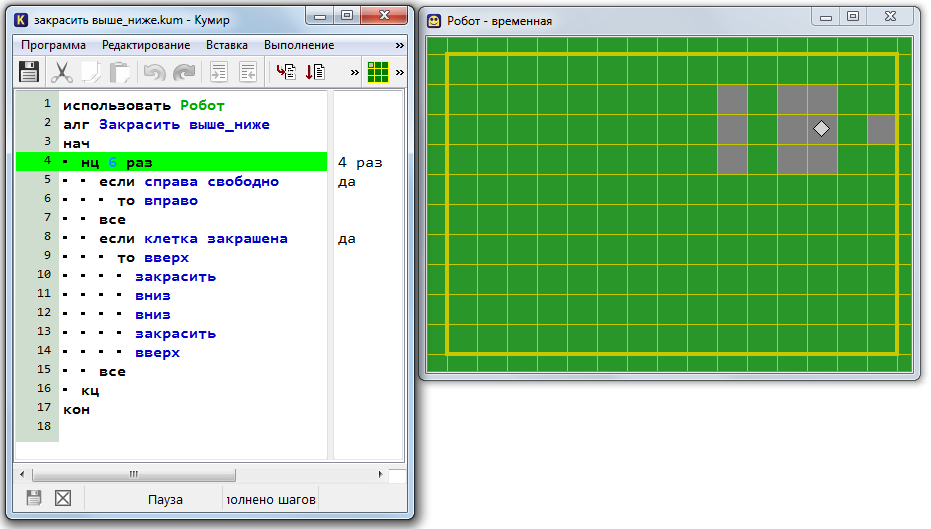 закрасить выше_ниже.kum - Кумир
Программа Редактирование Вставка Выполнение »
» »
1 использовать Робот
2 алг Закрасить выше_ниже
3 нач
4 нц 6 раз 4 раз
5 если справа свободно да
6 то вправо
7 все
8 если клетка закрашена да
9 то вверх
10 закрасить
11 вниз
12 вниз
13 закрасить
14 вверх
15 все
16 кц
17 кон
18
Пауза олнено шагов
Робот - временная